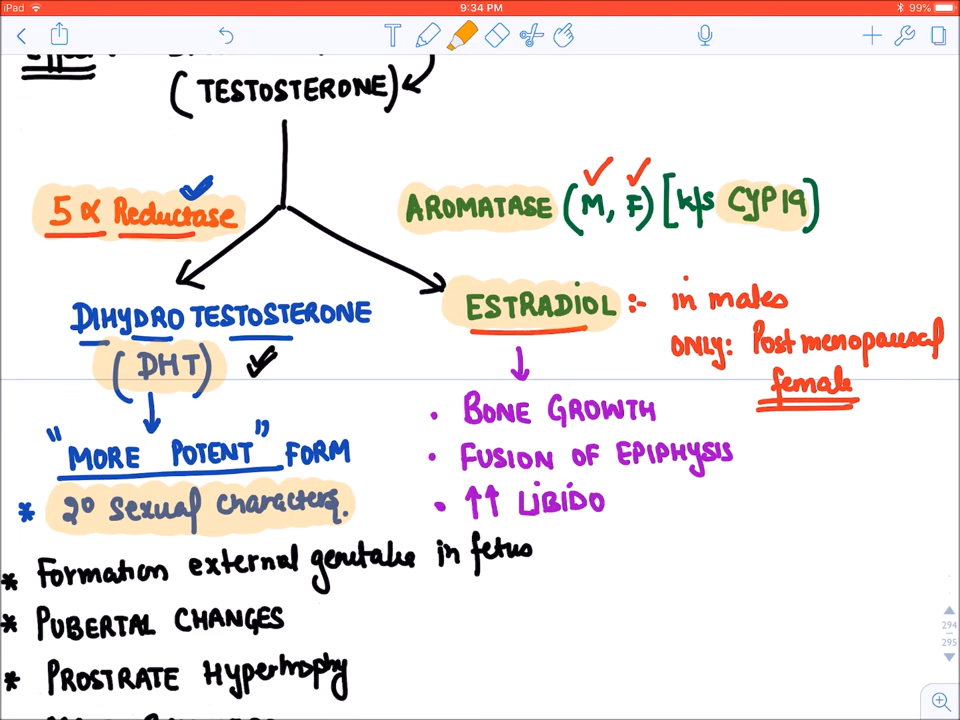 iPad 9:34 PM 99%
T
(TESTOSTERONE)
5 α Reductase
AROMATASE (M, F) [k/s CYP19]
DIHYDRO TESTOSTERONE
(DHT)
ESTRADIOL :- in males
ONLY: Post menopausal
female
"MORE POTENT" FORM
2° Sexual characters.
• BONE GROWTH
• FUSION OF EPIPHYSIS
• ↑↑ LIBIDO
* Formation external genetalie in fetus
* PUBERTAL CHANGES
* PROSTRATE Hypertrophy
294
295